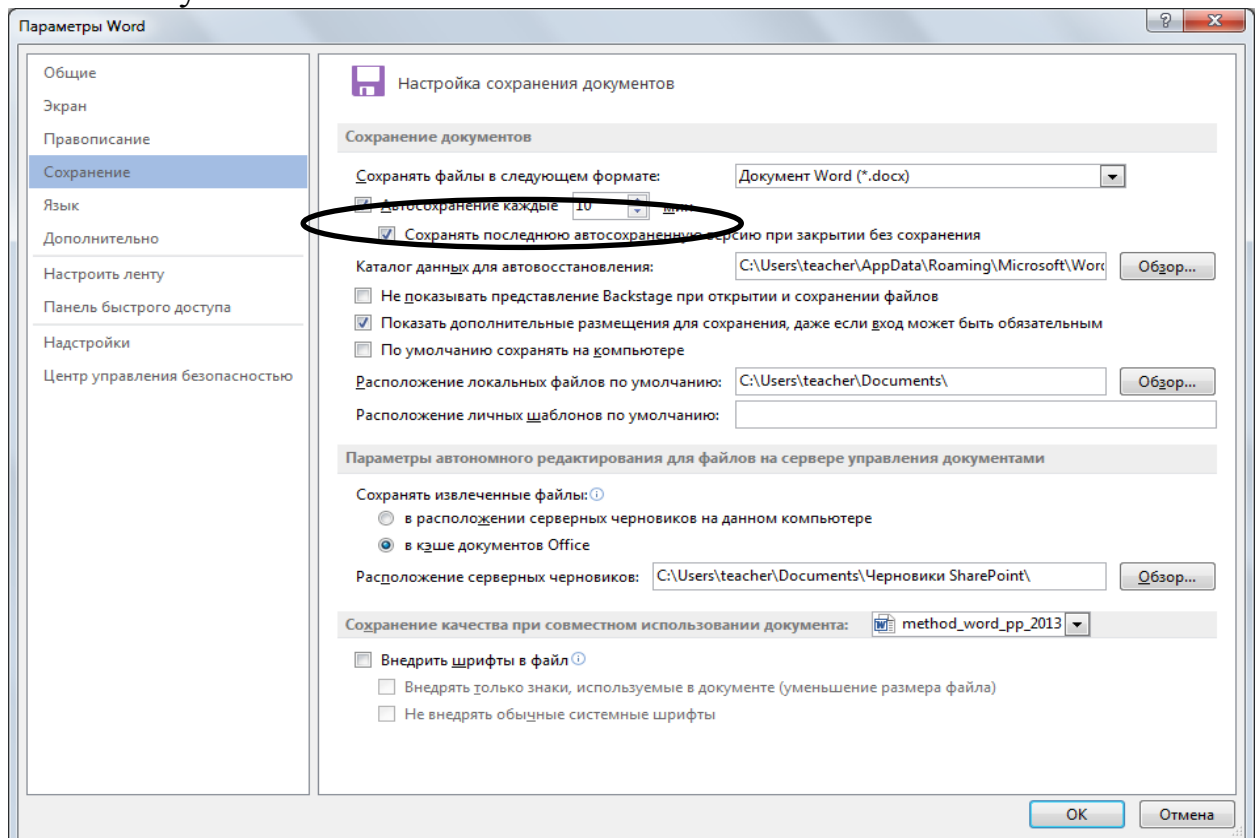 у
Параметры Word
Общие
Экран
Правописание
Сохранение
Язык
Дополнительно
Настроить ленту
Панель быстрого доступа
Надстройки
Центр управления безопасностью
Настройка сохранения документов
Сохранение документов
Сохранять файлы в следующем формате: Документ Word (*.docx)
Автосохранение каждые 10 мин
Сохранять последнюю автосохраненную версию при закрытии без сохранения
Каталог данных для автовосстановления: C:\Users\teacher\AppData\Roaming\Microsoft\Word Обзор...
Не показывать представление Backstage при открытии и сохранении файлов
Показать дополнительные размещения для сохранения, даже если вход может быть обязательным
По умолчанию сохранять на компьютере
Расположение локальных файлов по умолчанию: C:\Users\teacher\Documents\ Обзор...
Расположение личных шаблонов по умолчанию:
Параметры автономного редактирования для файлов на сервере управления документами
Сохранять извлеченные файлы:
в расположении серверных черновиков на данном компьютере
в кэше документов Office
Расположение серверных черновиков: C:\Users\teacher\Documents\Черновики SharePoint\ Обзор...
Сохранение качества при совместном использовании документа: method_word_pp_2013
Внедрить шрифты в файл
Внедрять только знаки, используемые в документе (уменьшение размера файла)
Не внедрять обычные системные шрифты
ОК Отмена